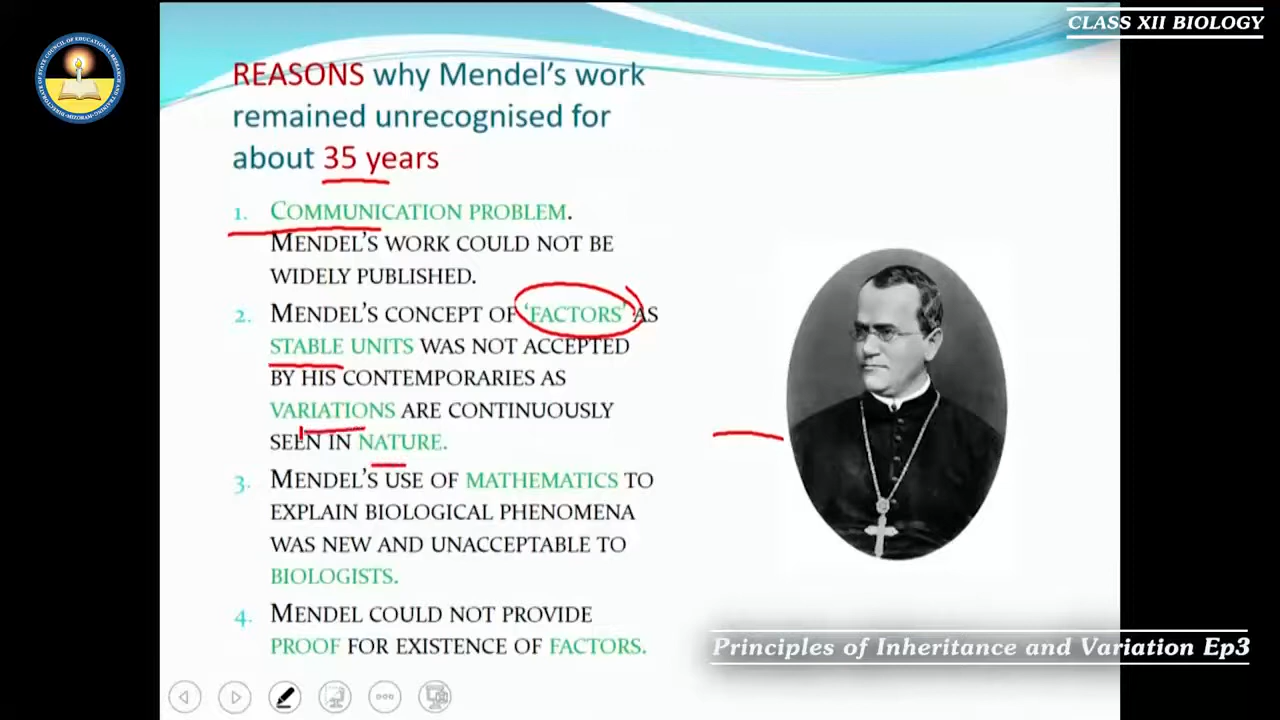 CLASS XII BIOLOGY
REASONS why Mendel's work
remained unrecognised for
about 35 years
1. COMMUNICATION PROBLEM.
MENDEL'S WORK COULD NOT BE
WIDELY PUBLISHED.
2. MENDEL'S CONCEPT OF 'FACTORS' AS
STABLE UNITS WAS NOT ACCEPTED
BY HIS CONTEMPORARIES AS
VARIATIONS ARE CONTINUOUSLY
SEEN IN NATURE.
3. MENDEL'S USE OF MATHEMATICS TO
EXPLAIN BIOLOGICAL PHENOMENA
WAS NEW AND UNACCEPTABLE TO
BIOLOGISTS.
4. MENDEL COULD NOT PROVIDE
PROOF FOR EXISTENCE OF FACTORS.
Principles of Inheritance and Variation Ep3